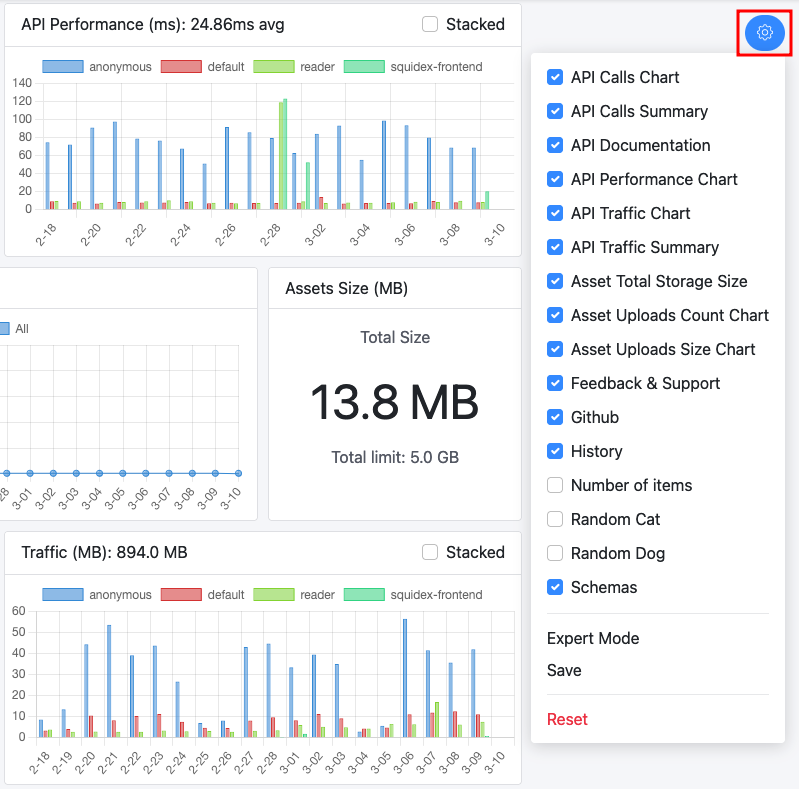 API Performance (ms): 24.86ms avg
Stacked
anonymous default reader squidex-frontend
140
120
100
80
60
40
20
0
2-18 2-20 2-22 2-24 2-26 2-28 3-02 3-04 3-06 3-08 3-10
All
28 3-01 3-02 3-03 3-04 3-05 3-06 3-07 3-08 3-09 3-10
Assets Size (MB)
Total Size
13.8 MB
Total limit: 5.0 GB
Traffic (MB): 894.0 MB
Stacked
anonymous default reader squidex-frontend
60
50
40
30
20
10
0
2-18 2-19 2-20 2-21 2-22 2-23 2-24 2-25 2-26 2-27 2-28 3-01 3-02 3-03 3-04 3-05 3-06 3-07 3-08 3-09 3-10
API Calls Chart
API Calls Summary
API Documentation
API Performance Chart
API Traffic Chart
API Traffic Summary
Asset Total Storage Size
Asset Uploads Count Chart
Asset Uploads Size Chart
Feedback & Support
Github
History
Number of items
Random Cat
Random Dog
Schemas
Expert Mode
Save
Reset